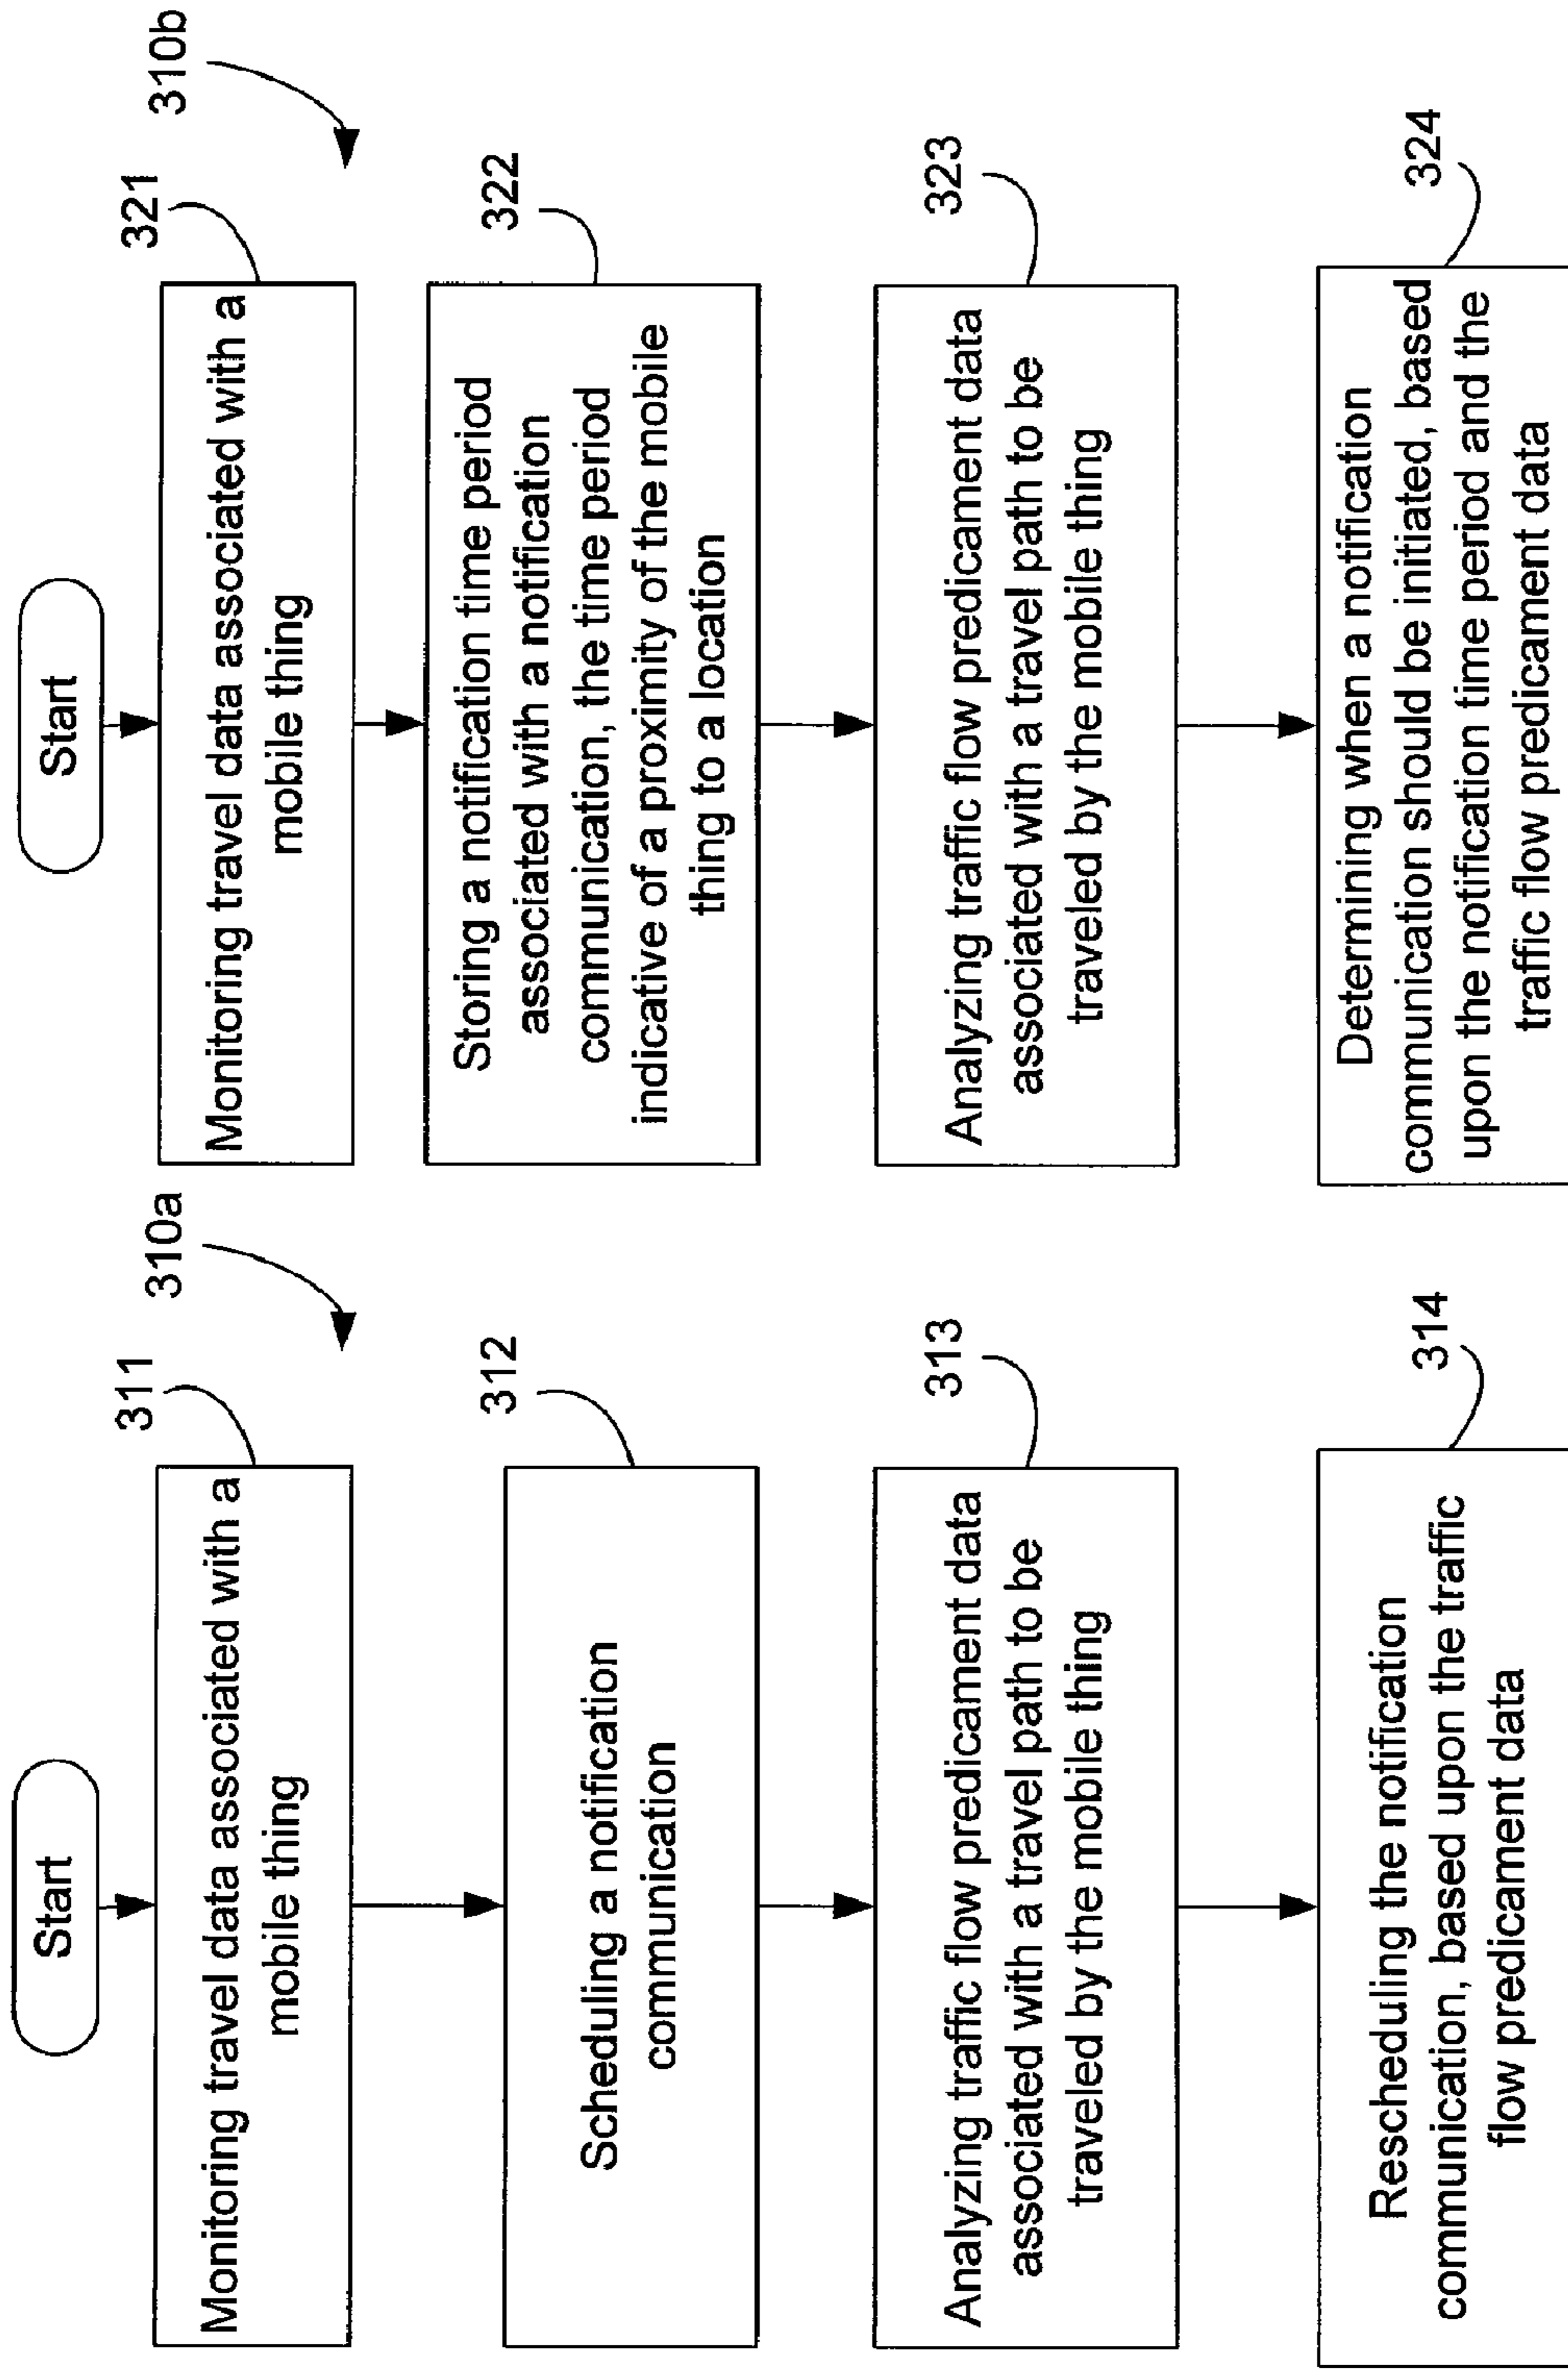 Start
310a
311
Monitoring travel data associated with a
mobile thing
312
Scheduling a notification
communication
313
Analyzing traffic flow predicament data
associated with a travel path to be
traveled by the mobile thing
314
Rescheduling the notification
communication, based upon the traffic
flow predicament data
Start
310b
321
Monitoring travel data associated with a
mobile thing
322
Storing a notification time period
associated with a notification
communication, the time period
indicative of a proximity of the mobile
thing to a location
323
Analyzing traffic flow predicament data
associated with a travel path to be
traveled by the mobile thing
324
Determining when a notification
communication should be initiated, based
upon the notification time period and the
traffic flow predicament data